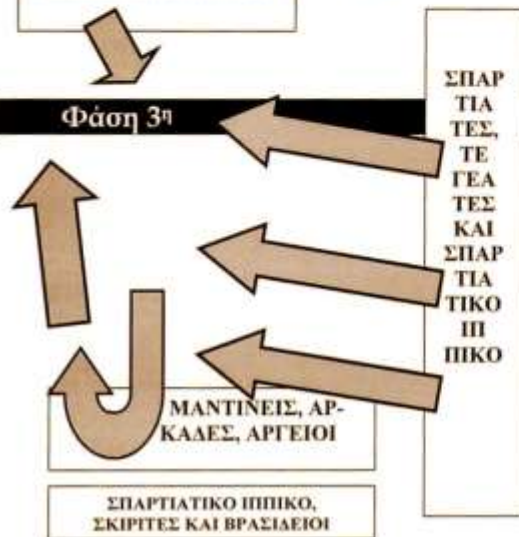 Φάση 3η
ΣΠΑΡ
ΤΙΑ
ΤΕΣ,
ΤΕ
ΓΕΑ
ΤΕΣ
ΚΑΙ
ΣΠΑΡ
ΤΙΑ
ΤΙΚΟ
ΙΠ
ΠΙΚΟ
ΜΑΝΤΙΝΕΙΣ, ΑΡ-
ΚΑΔΕΣ, ΑΡΓΕΙΟΙ
ΣΠΑΡΤΙΑΤΙΚΟ ΙΠΠΙΚΟ,
ΣΚΙΡΙΤΕΣ ΚΑΙ ΒΡΑΣΙΔΕΙΟΙ